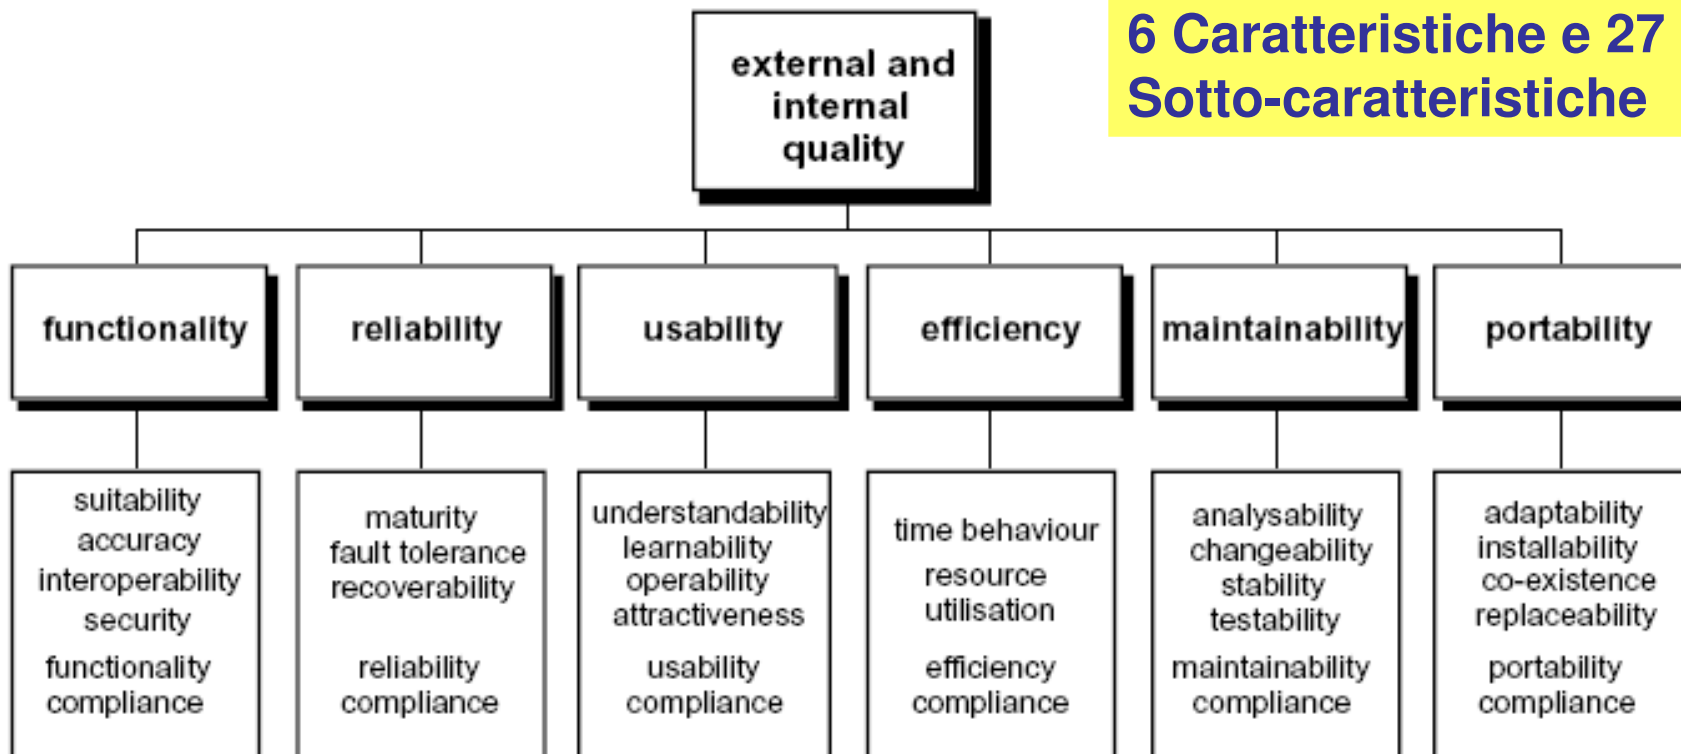 external and
internal
quality
6 Caratteristiche e 27
Sotto-caratteristiche
functionality
reliability
usability
efficiency
maintainability
portability
suitability
accuracy
interoperability
security
functionality
compliance
maturity
fault tolerance
recoverability
reliability
compliance
understandability
learnability
operability
attractiveness
usability
compliance
time behaviour
resource
utilisation
efficiency
compliance
analysability
changeability
stability
testability
maintainability
compliance
adaptability
installability
co-existence
replaceability
portability
compliance